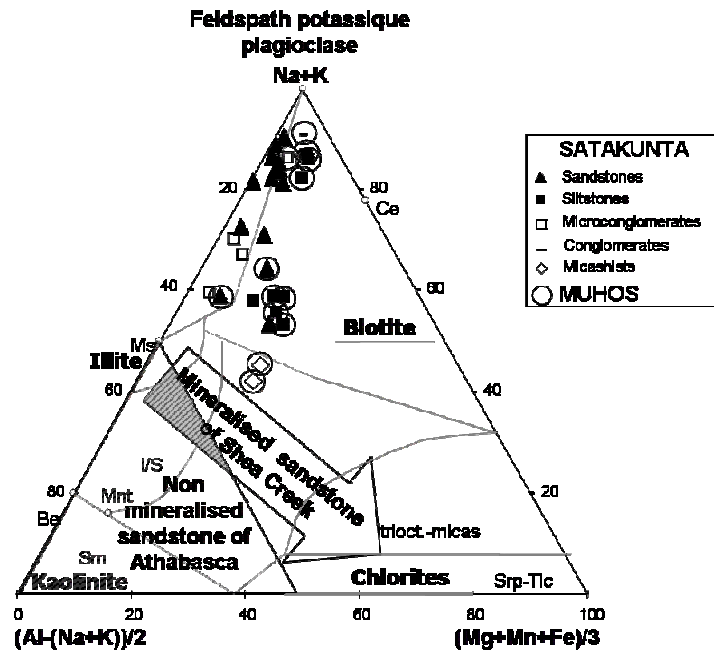 Feldspath potassique
plagioclase
Na+K
SATAKUNTA
Sandstones
Siltstones
Microconglomerates
Conglomerates
Micashists
MUHOS
20
80
Ce
40
60
Biotite
Ms
Illite
60
40
Mineralised sandstone
of Shea Creek
I/S
80
Mnt
Non
mineralised
sandstone of
Athabasca
20
Be
trioct.-micas
Sm
Kaolinite
Chlorites
Srp-Tlc
0
20
40
60
80
100
(Al-(Na+K))/2
(Mg+Mn+Fe)/3